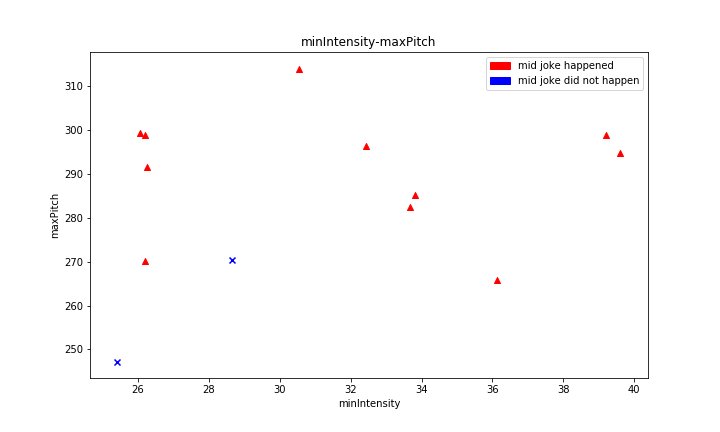 minIntensity-maxPitch
mid joke happened
mid joke did not happen
maxPitch
310
300
290
280
270
260
250
26 28 30 32 34 36 38 40
minIntensity